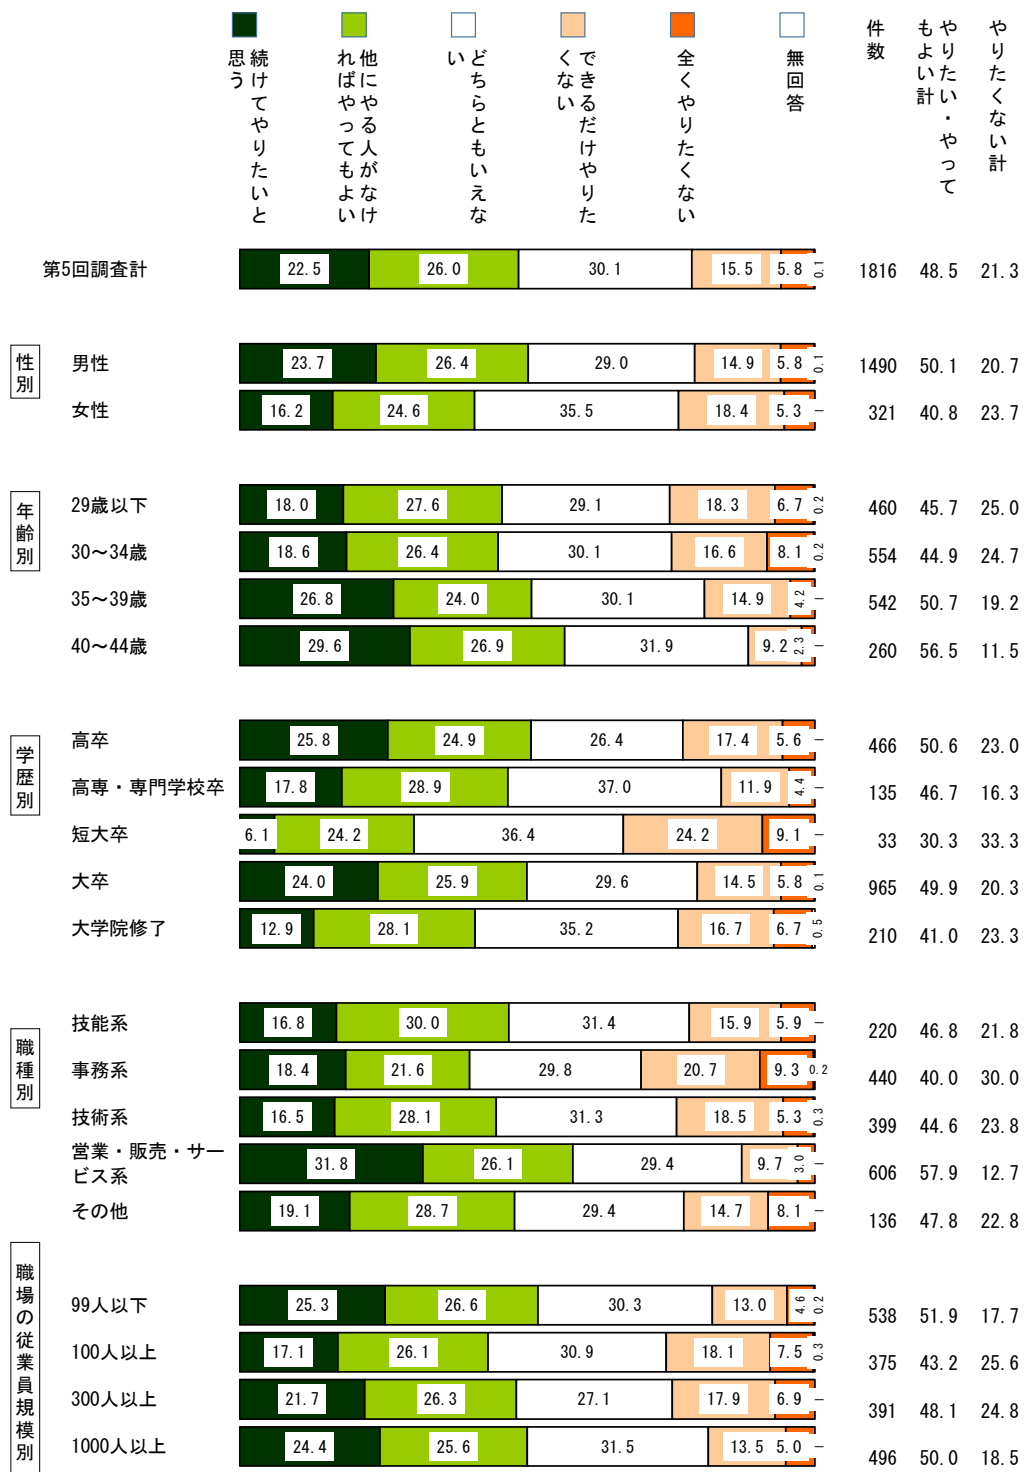 続けてやりたいと
思う
他にやる人がなけ
ればやってもよい
どちらともいえな
い
できるだけやりた
くない
全くやりたくない
無回答
件数
やりたい・やって
もよい計
やりたくない計
第5回調査計 22.5 26.0 30.1 15.5 5.8 0.1 1816 48.5 21.3
性別
男性 23.7 26.4 29.0 14.9 5.8 0.1 1490 50.1 20.7
女性 16.2 24.6 35.5 18.4 5.3 - 321 40.8 23.7
年齢別
29歳以下 18.0 27.6 29.1 18.3 6.7 0.2 460 45.7 25.0
30～34歳 18.6 26.4 30.1 16.6 8.1 0.2 554 44.9 24.7
35～39歳 26.8 24.0 30.1 14.9 4.2 - 542 50.7 19.2
40～44歳 29.6 26.9 31.9 9.2 2.3 - 260 56.5 11.5
学歴別
高卒 25.8 24.9 26.4 17.4 5.6 - 466 50.6 23.0
高専・専門学校卒 17.8 28.9 37.0 11.9 4.4 - 135 46.7 16.3
短大卒 6.1 24.2 36.4 24.2 9.1 - 33 30.3 33.3
大卒 24.0 25.9 29.6 14.5 5.8 0.1 965 49.9 20.3
大学院修了 12.9 28.1 35.2 16.7 6.7 0.5 210 41.0 23.3
職種別
技能系 16.8 30.0 31.4 15.9 5.9 - 220 46.8 21.8
事務系 18.4 21.6 29.8 20.7 9.3 0.2 440 40.0 30.0
技術系 16.5 28.1 31.3 18.5 5.3 0.3 399 44.6 23.8
営業・販売・サー
ビス系 31.8 26.1 29.4 9.7 3.0 - 606 57.9 12.7
その他 19.1 28.7 29.4 14.7 8.1 - 136 47.8 22.8
職場の従業員規模別
99人以下 25.3 26.6 30.3 13.0 4.6 0.2 538 51.9 17.7
100人以上 17.1 26.1 30.9 18.1 7.5 0.3 375 43.2 25.6
300人以上 21.7 26.3 27.1 17.9 6.9 - 391 48.1 24.8
1000人以上 24.4 25.6 31.5 13.5 5.0 - 496 50.0 18.5